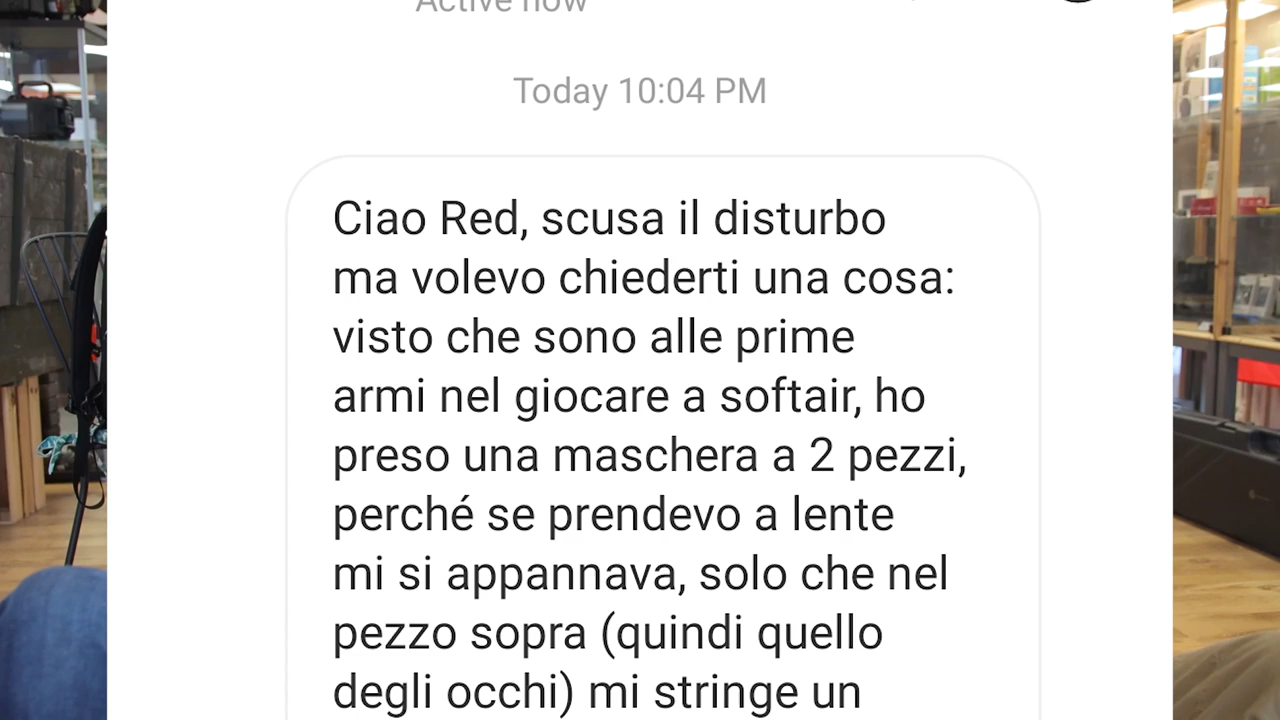 Active now
Today 10:04 PM
Ciao Red, scusa il disturbo
ma volevo chiederti una cosa:
visto che sono alle prime
armi nel giocare a softair, ho
preso una maschera a 2 pezzi,
perché se prendevo a lente
mi si appannava, solo che nel
pezzo sopra (quindi quello
degli occhi) mi stringe un